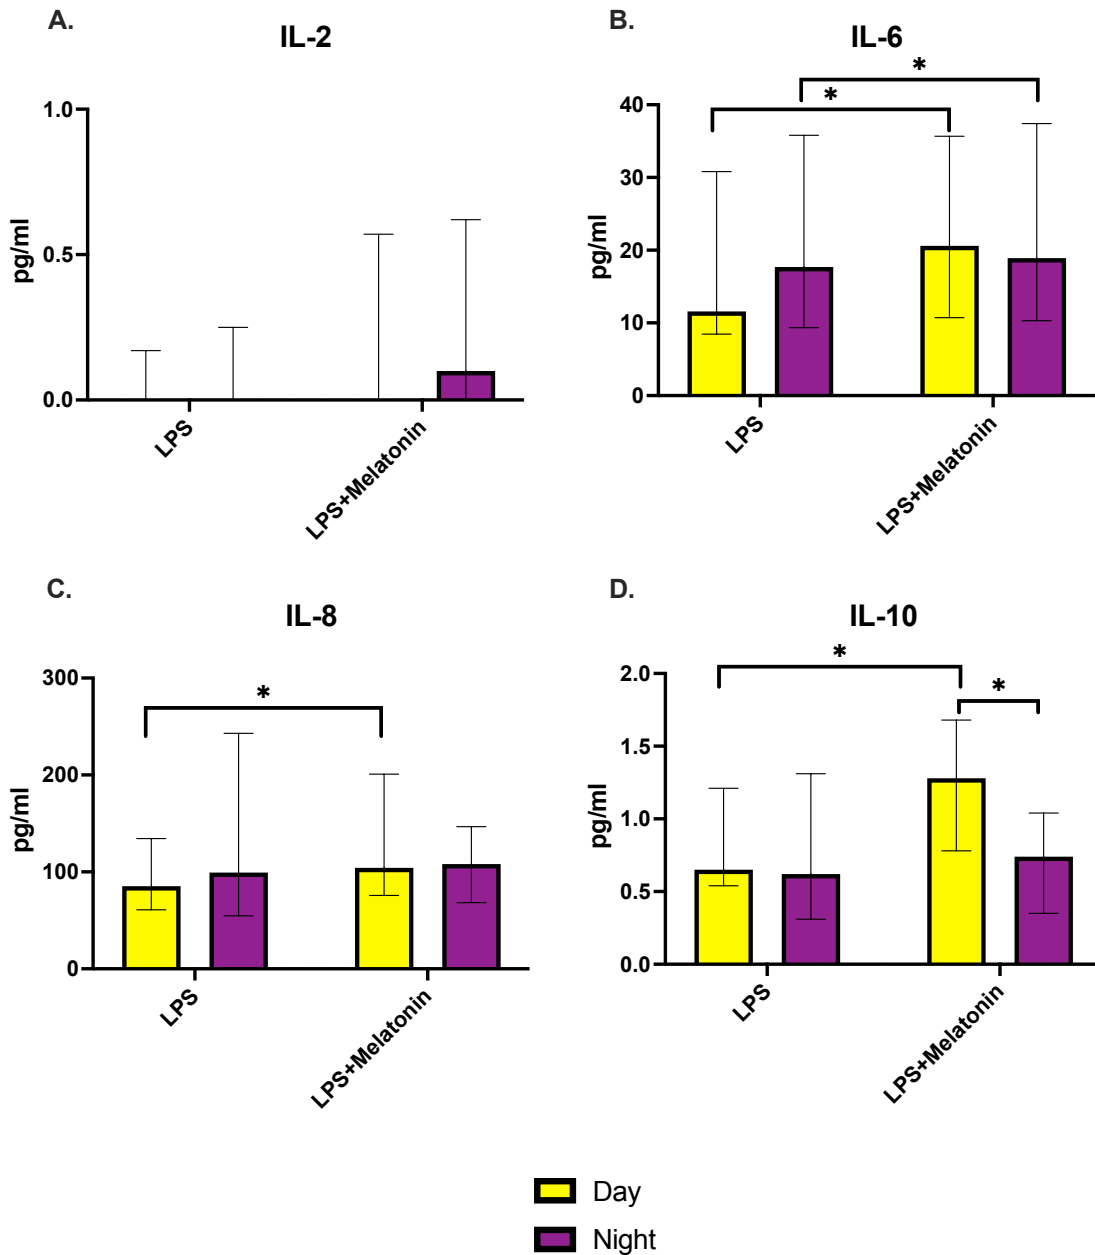 A.
IL-2
pg/ml
1.0
0.5
0.0
LPS
LPS+Melatonin
B.
IL-6
*
*
pg/ml
40
30
20
10
0
LPS
LPS+Melatonin
C.
IL-8
*
pg/ml
300
200
100
0
LPS
LPS+Melatonin
D.
IL-10
*
*
pg/ml
2.0
1.5
1.0
0.5
0.0
LPS
LPS+Melatonin
Day
Night